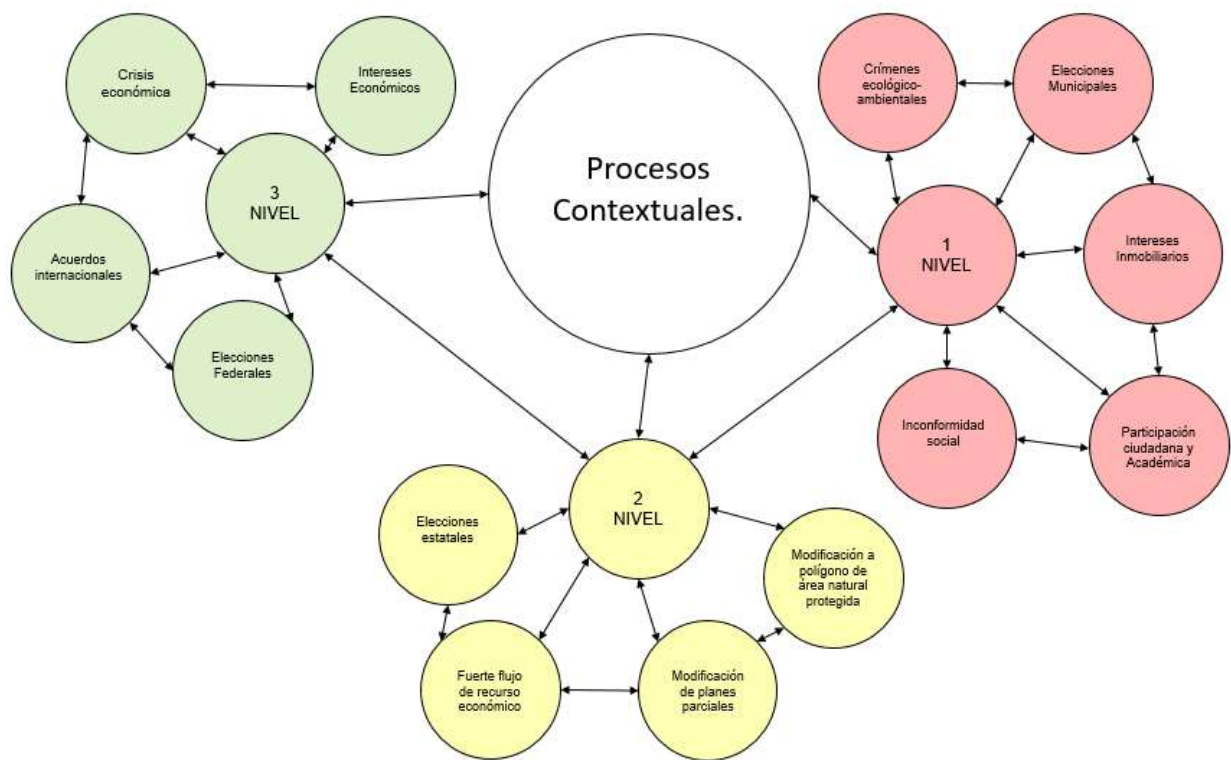 Procesos
Contextuales.
Crisis
económica
Intereses
Económicos
3
NIVEL
Acuerdos
internacionales
Elecciones
Federales
Crímenes
ecológico-
ambientales
Elecciones
Municipales
1
NIVEL
Intereses
Inmobiliarios
Inconformidad
social
Participación
ciudadana y
Académica
2
NIVEL
Elecciones
estatales
Modificación a
polígono de
área natural
protegida
Fuerte flujo
de recurso
económico
Modificación
de planes
parciales